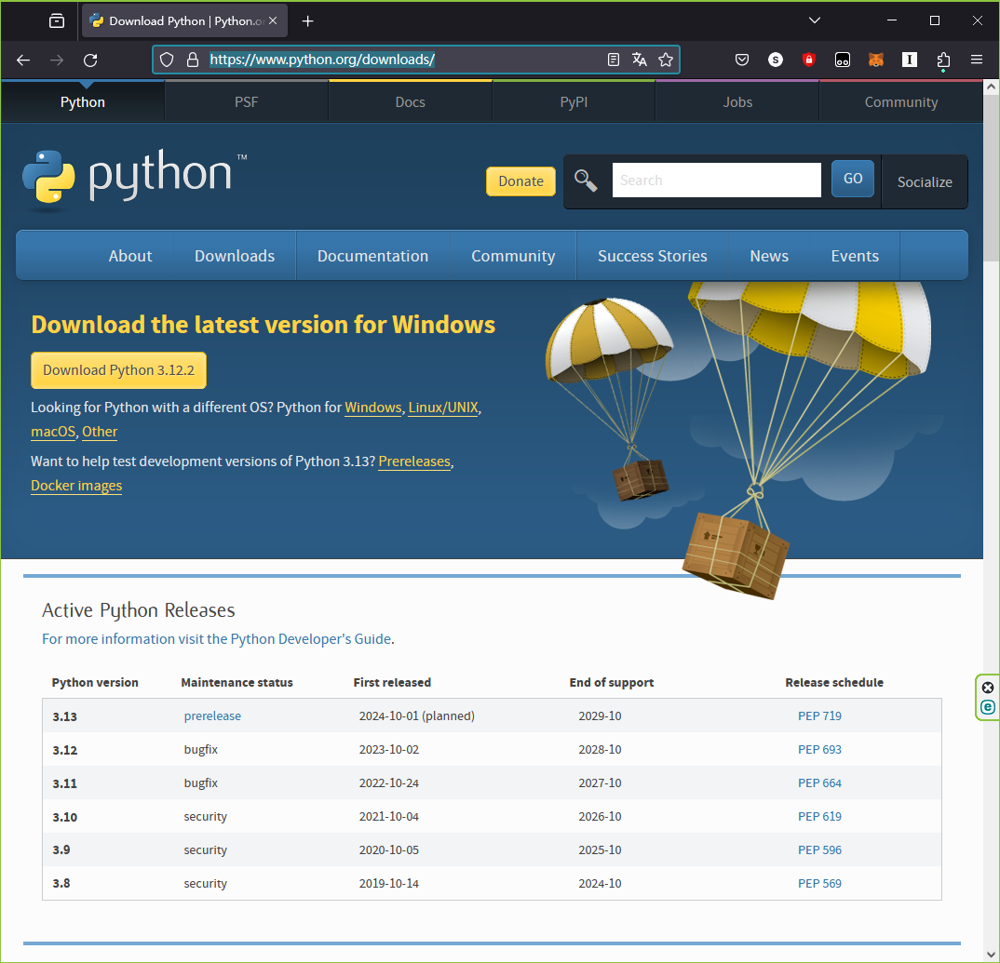 Download Python | Python.or
https://www.python.org/downloads/
S
I
Python PSF Docs PyPI Jobs Community
python™
Donate
Search
GO
Socialize
About Downloads Documentation Community Success Stories News Events
Download the latest version for Windows
Download Python 3.12.2
Looking for Python with a different OS? Python for Windows, Linux/UNIX,
macOS, Other
Want to help test development versions of Python 3.13? Prereleases,
Docker images
Active Python Releases
For more information visit the Python Developer's Guide.
Python version Maintenance status First released End of support Release schedule
3.13 prerelease 2024-10-01 (planned) 2029-10 PEP 719
3.12 bugfix 2023-10-02 2028-10 PEP 693
3.11 bugfix 2022-10-24 2027-10 PEP 664
3.10 security 2021-10-04 2026-10 PEP 619
3.9 security 2020-10-05 2025-10 PEP 596
3.8 security 2019-10-14 2024-10 PEP 569
e